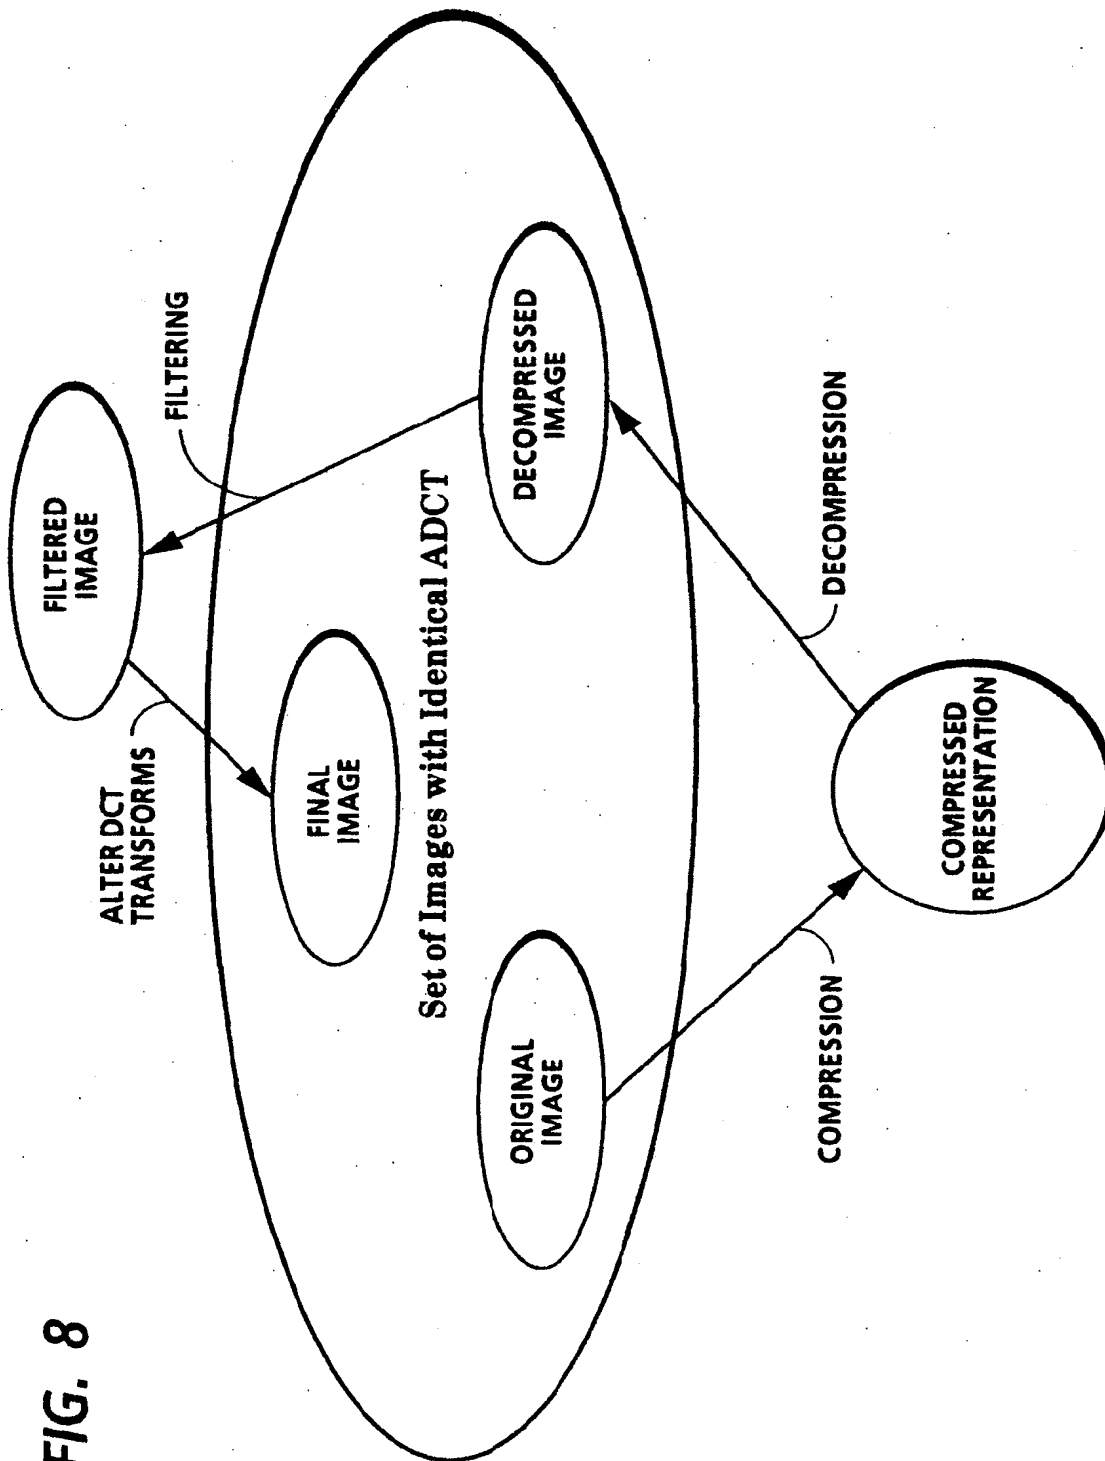 FIG. 8
FILTERED
IMAGE
FILTERING
ALTER DCT
TRANSFORMS
FINAL
IMAGE
Set of Images with Identical ADCT
ORIGINAL
IMAGE
DECOMPRESSED
IMAGE
COMPRESSION
DECOMPRESSION
COMPRESSED
REPRESENTATION